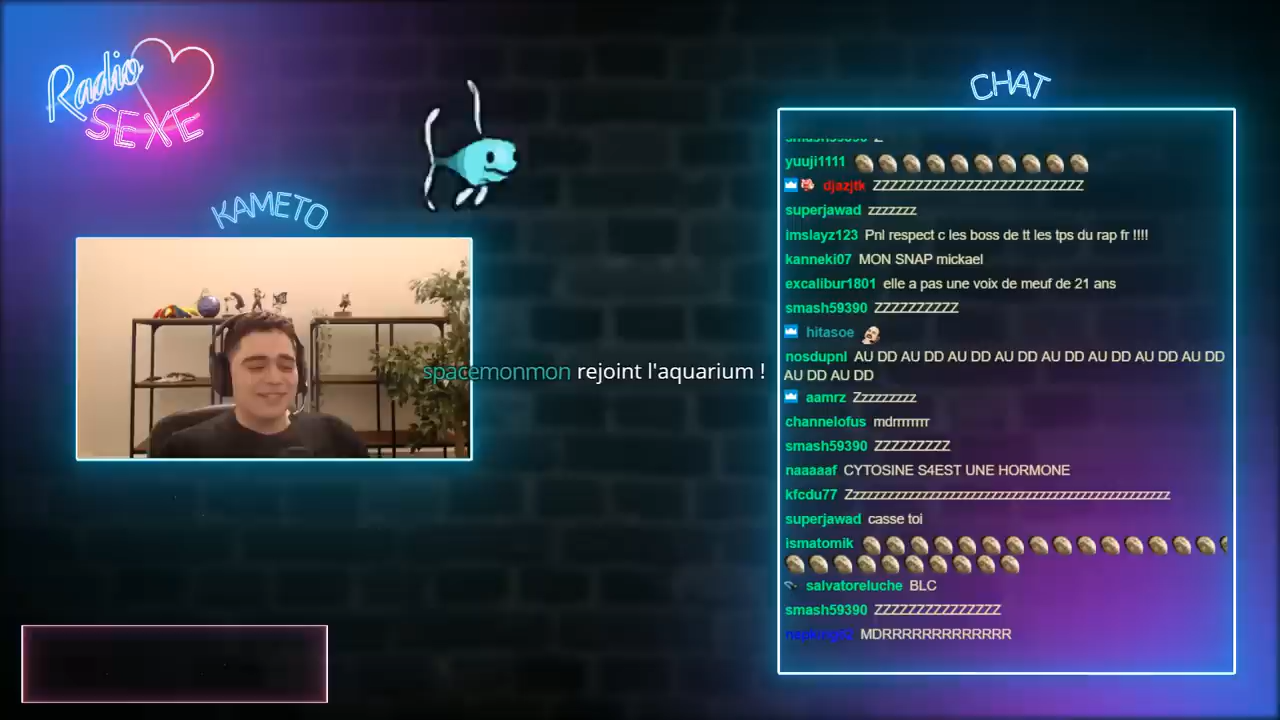 Radio
SEXE
KAMETO
spacemonmon rejoint l'aquarium !
CHAT
smash59390 Z
yuuji1111
djazjtk ZZZZZZZZZZZZZZZZZZZZZZZZZZ
superjawad zzzzzzz
imslayz123 Pnl respect c les boss de tt les tps du rap fr !!!!
kanneki07 MON SNAP mickael
excalibur1801 elle a pas une voix de meuf de 21 ans
smash59390 ZZZZZZZZZZ
hitasoe
nosdupnl AU DD AU DD AU DD AU DD AU DD AU DD AU DD AU DD
AU DD AU DD
aamrz Zzzzzzzzz
channelofus mdrrrrrrr
smash59390 ZZZZZZZZZ
naaaaaf CYTOSINE S4EST UNE HORMONE
kfcdu77 Zzzzzzzzzzzzzzzzzzzzzzzzzzzzzzzzzzzzzzzzzzzz
superjawad casse toi
ismatomik
salvatoreluche BLC
smash59390 ZZZZZZZZZZZZZZZ
MDRRRRRRRRRRRRR